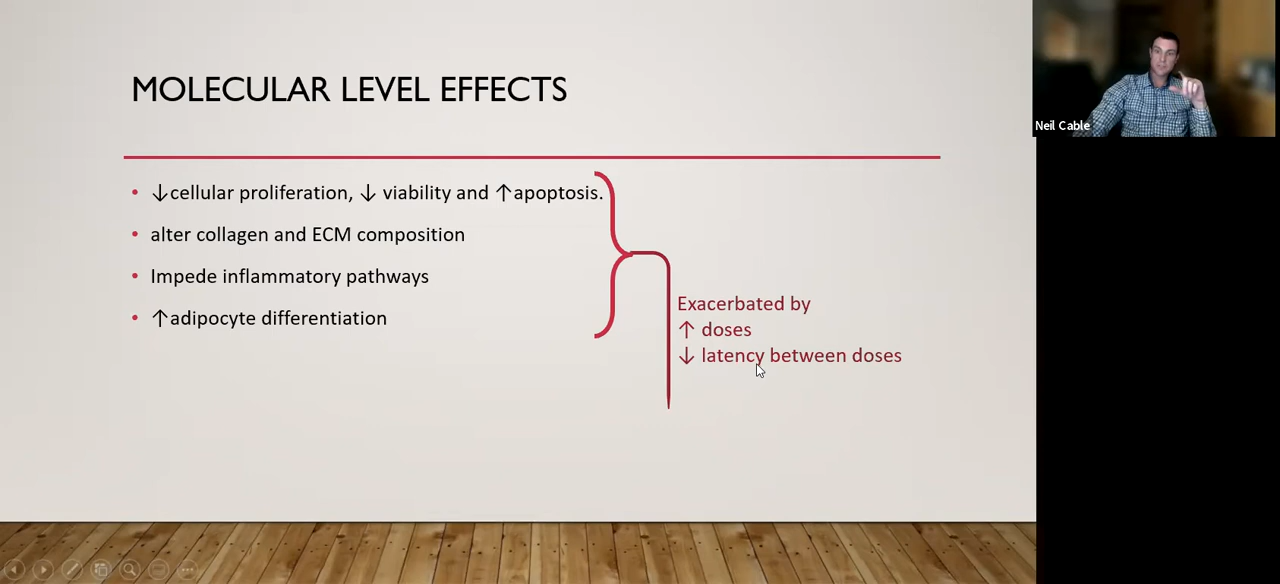 MOLECULAR LEVEL EFFECTS
• ↓cellular proliferation, ↓ viability and ↑apoptosis.
• alter collagen and ECM composition
• Impede inflammatory pathways
• ↑adipocyte differentiation
Exacerbated by
↑ doses
↓ latency between doses
Neil Cable